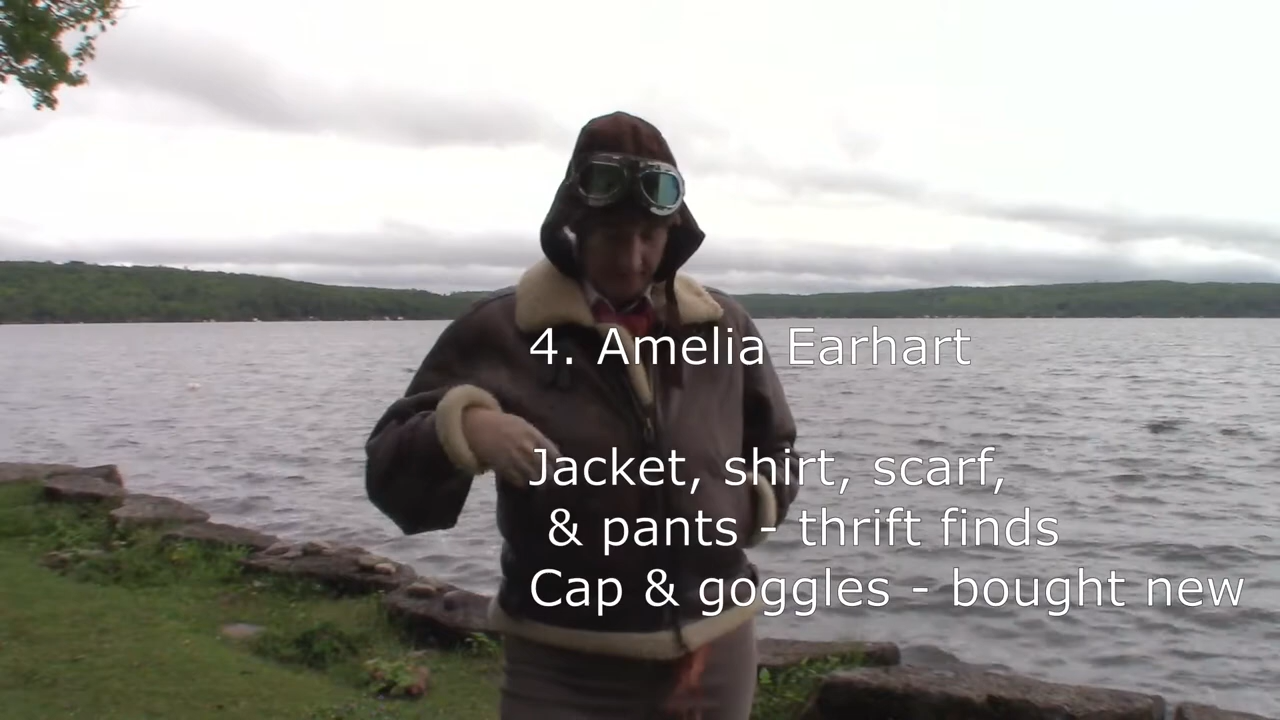 4. Amelia Earhart
Jacket, shirt, scarf,
& pants - thrift finds
Cap & goggles - bought new